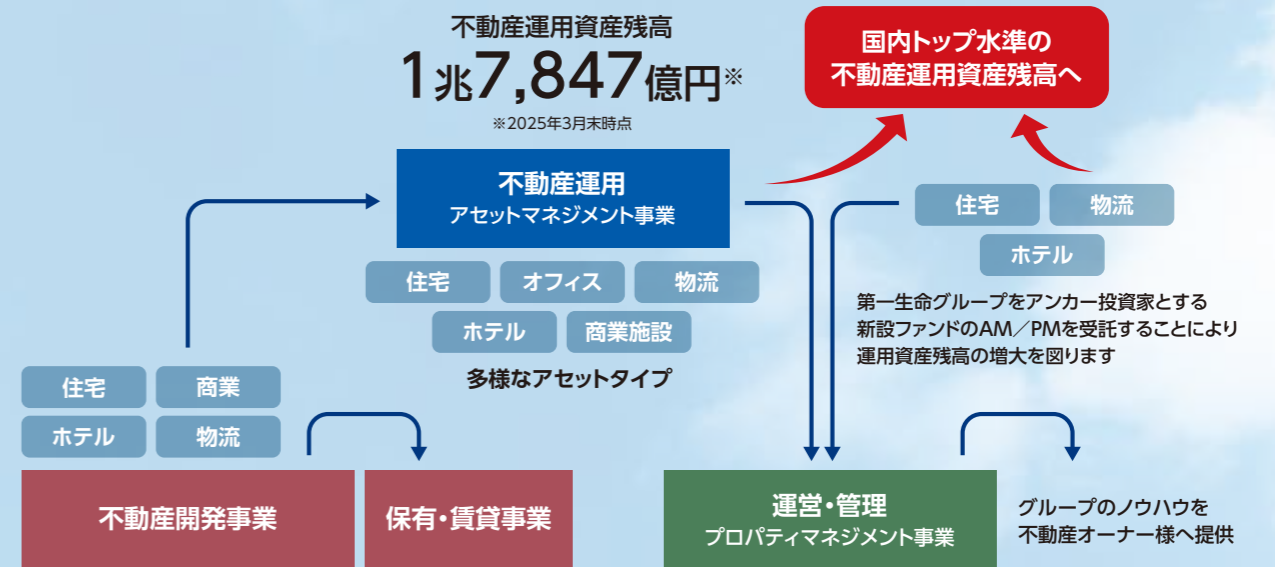 不動産運用資産残高
1兆7,847億円※
※2025年3月末時点
国内トップ水準の
不動産運用資産残高へ
不動産運用
アセットマネジメント事業
住宅 オフィス 物流
ホテル 商業施設
多様なアセットタイプ
住宅 物流
ホテル
第一生命グループをアンカー投資家とする
新設ファンドのAM／PMを受託することにより
運用資産残高の増大を図ります
住宅 商業
ホテル 物流
不動産開発事業
保有・賃貸事業
運営・管理
プロパティマネジメント事業
グループのノウハウを
不動産オーナー様へ提供